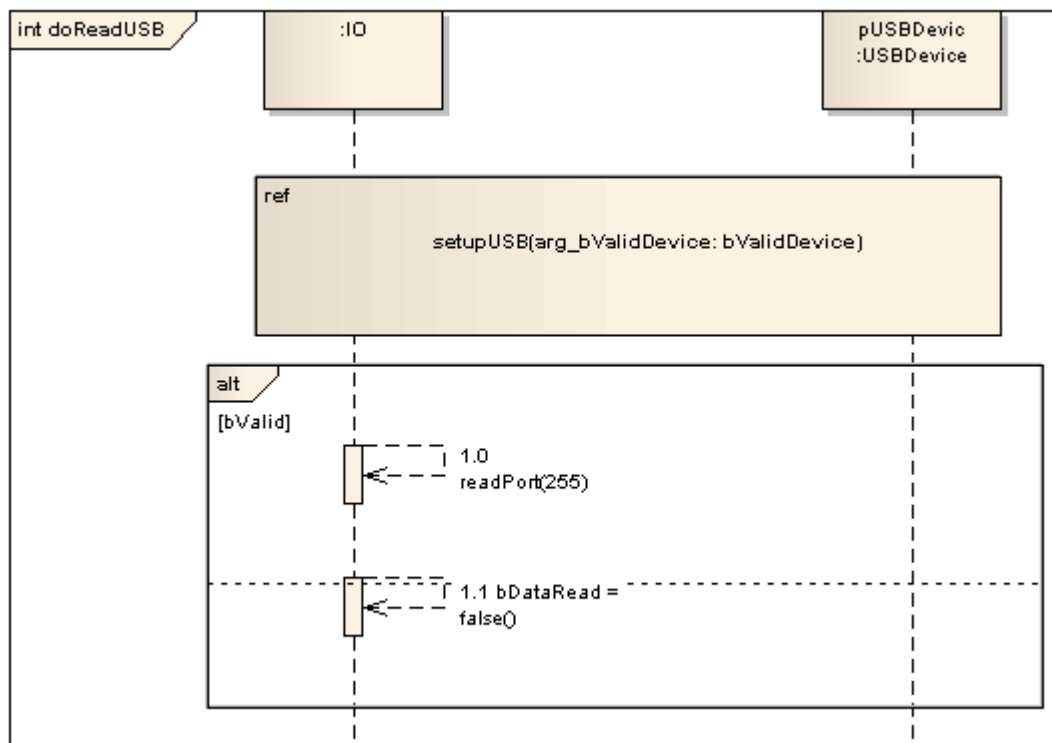 int doReadUSB
:IO
pUSBDevic
:USBDevice
ref
setupUSB(arg_bValidDevice: bValidDevice)
alt
[bValid]
1.0
readPort(255)
1.1 bDataRead =
false()